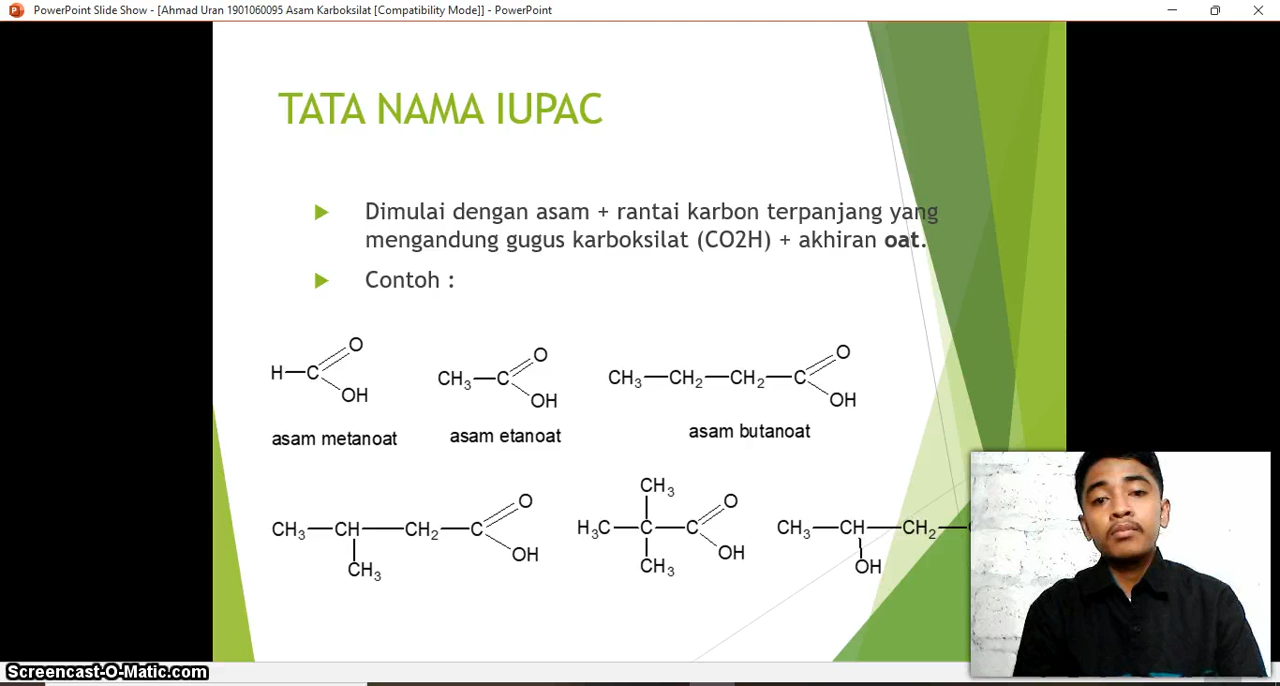 PowerPoint Slide Show - [Ahmad Uran 1901060095 Asam Karboksilat [Compatibility Mode]] - PowerPoint
TATA NAMA IUPAC
Dimulai dengan asam + rantai karbon terpanjang yang
mengandung gugus karboksilat (CO2H) + akhiran oat.
Contoh :
H—C
O
OH
asam metanoat
CH3—C
O
OH
asam etanoat
CH3—CH2—CH2—C
O
OH
asam butanoat
CH3—CH—CH2—C
O
OH
CH3
CH3
H3C—C—C
O
OH
CH3
CH3—CH—CH2—
OH
Screencast-O-Matic.com